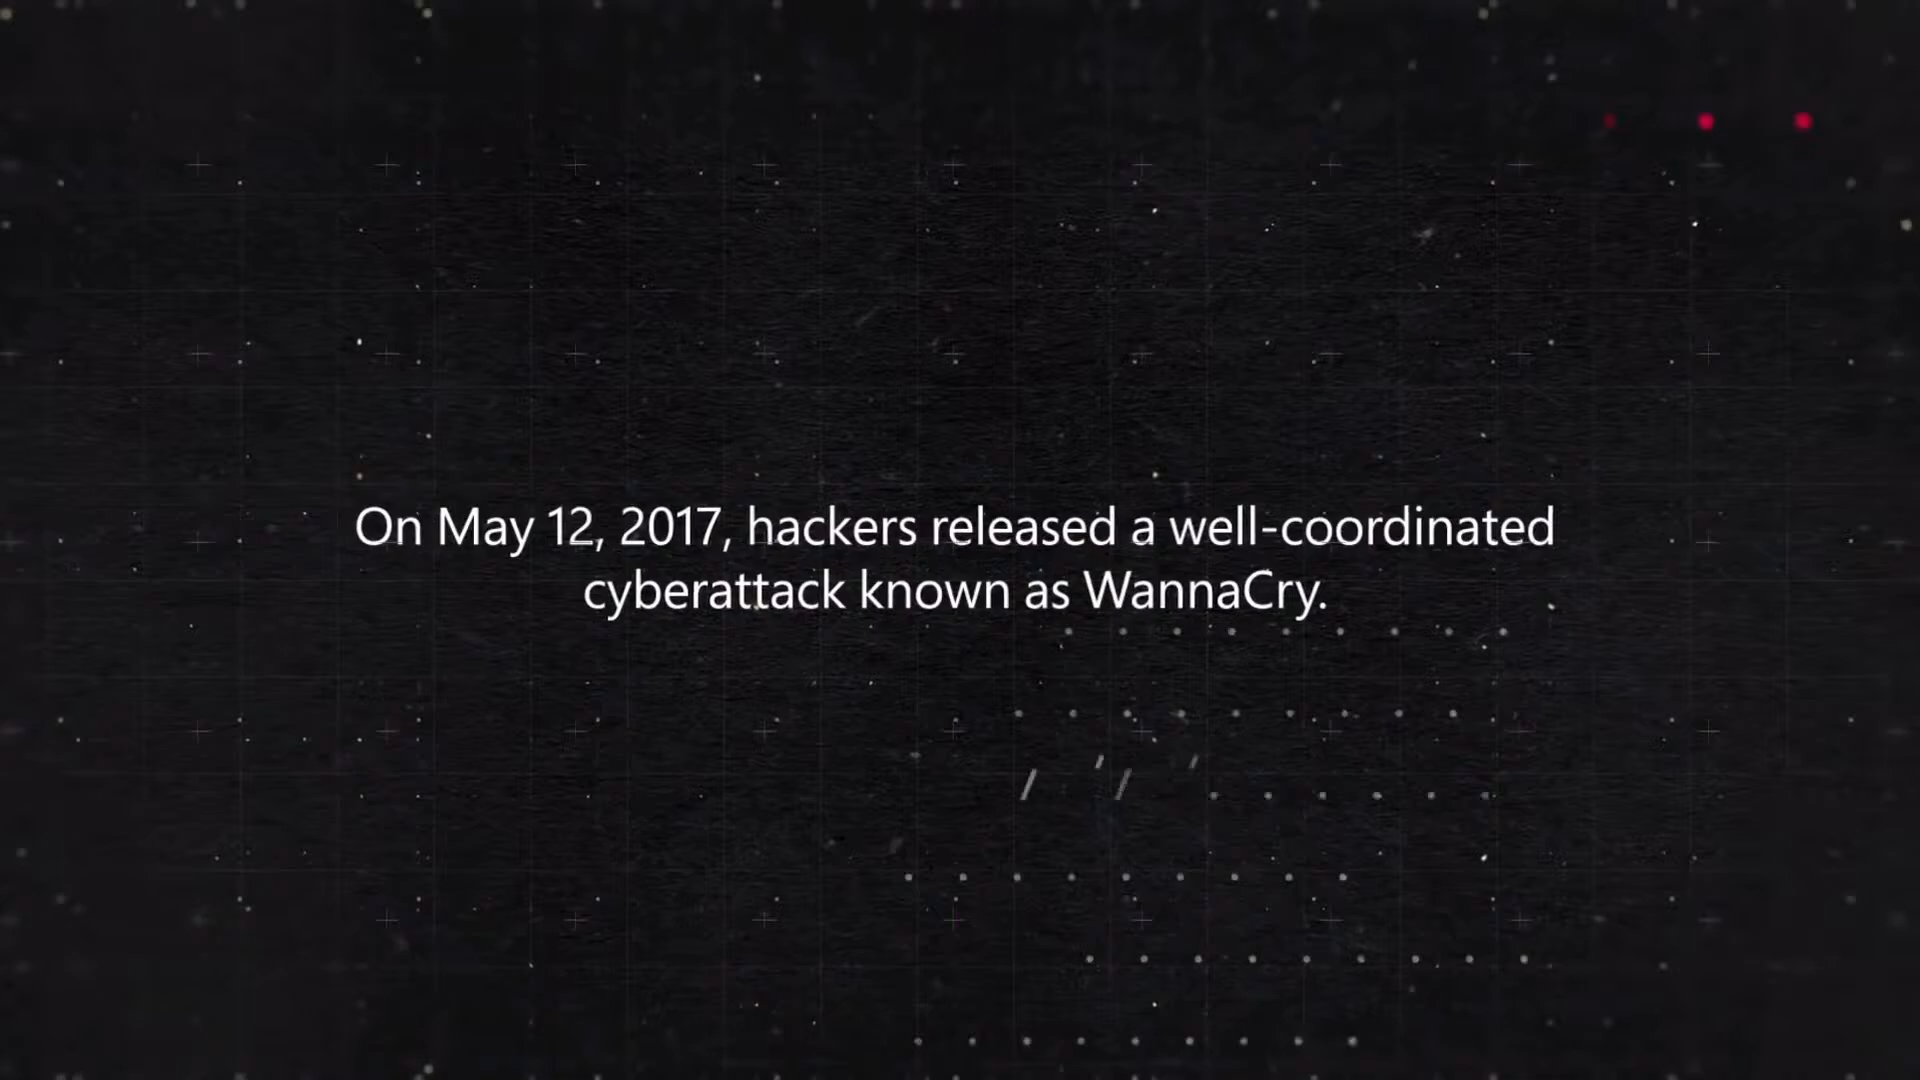 On May 12, 2017, hackers released a well-coordinated
cyberattack known as WannaCry.